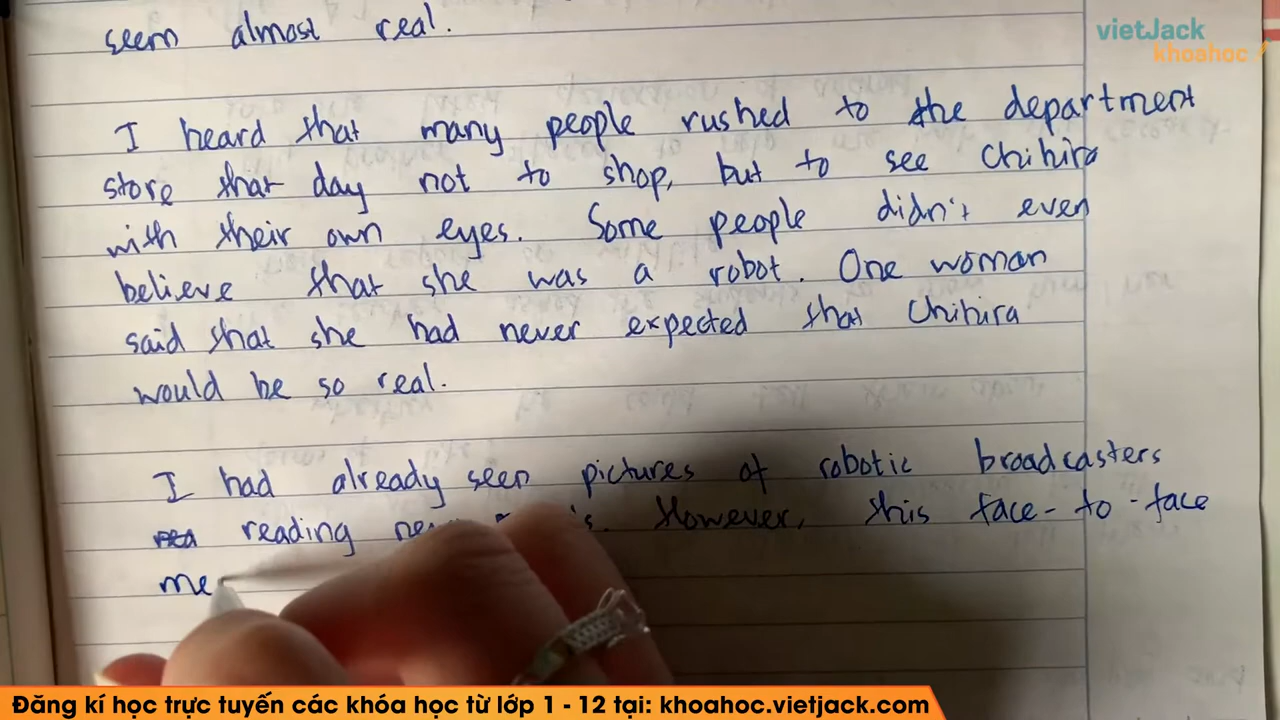 seem almost real.
vietJack
khoahoc
I heard that many people rushed to the department
store that day not to shop, but to see Chihira
with their own eyes. Some people didn't even
believe that she was a robot. One woman
said that she had never expected that Chihira
would be so real.
I had already seen pictures of robotic broadcasters
reading However, this face-to-face
me
Đăng kí học trực tuyến các khóa học từ lớp 1 - 12 tại: khoahoc.vietjack.com